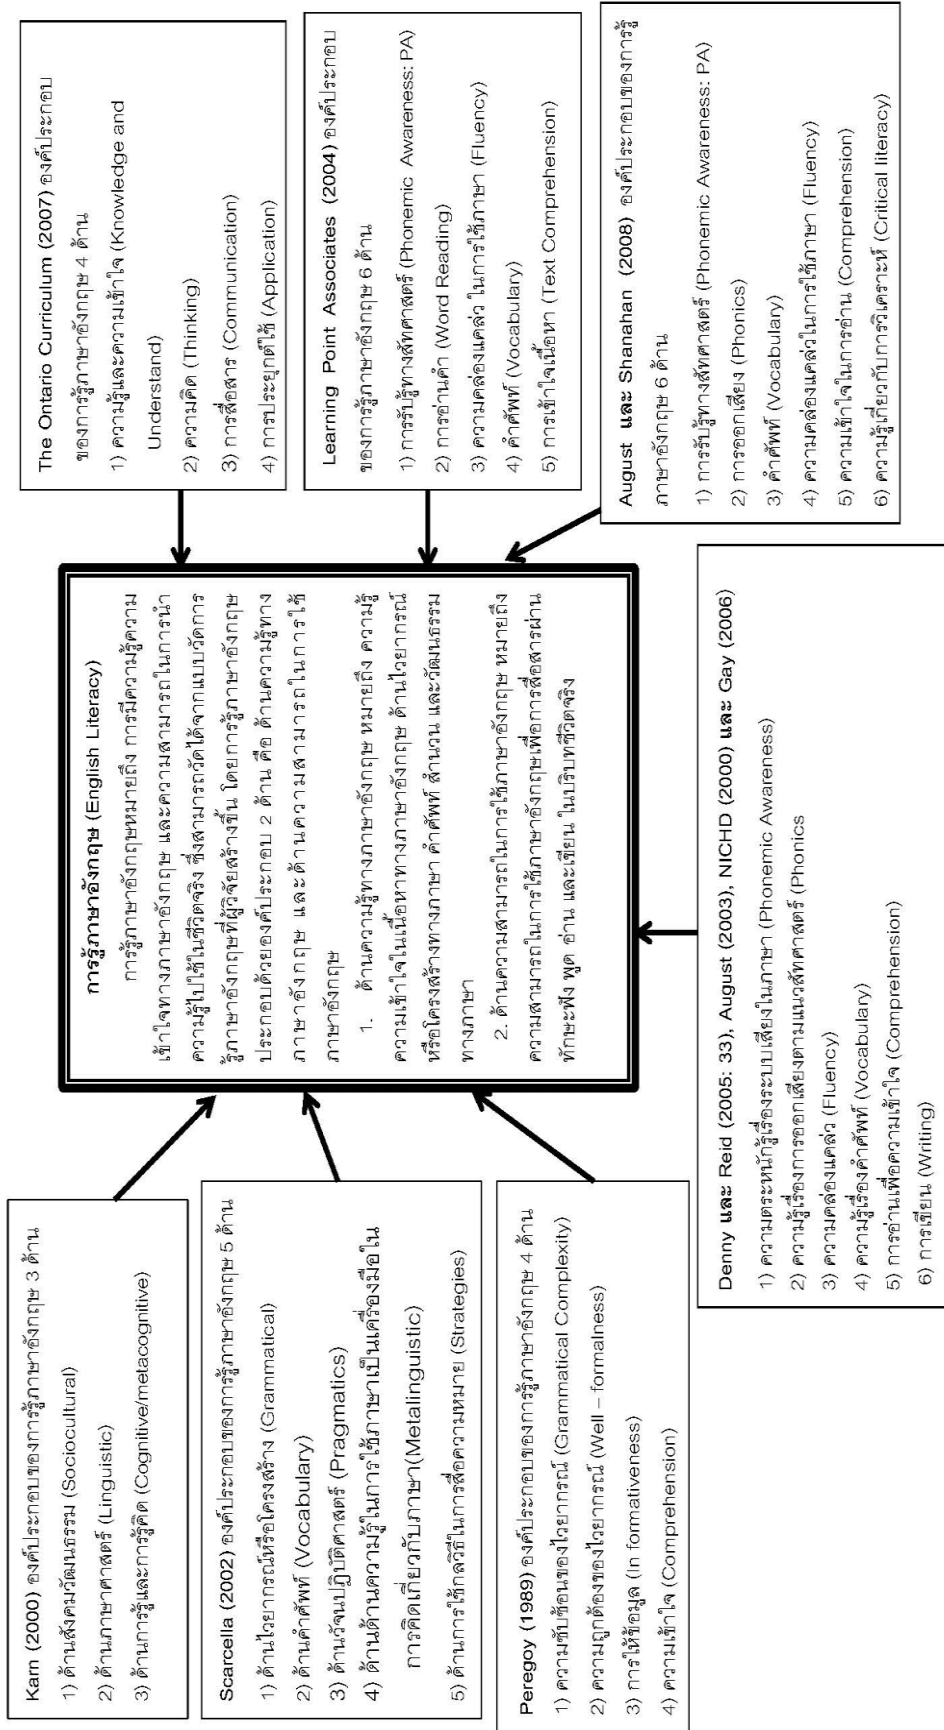 Karn (2000) องค์ประกอบของการรู้ภาษาอังกฤษ 3 ด้าน
1) ด้านสังคมวัฒนธรรม (Sociocultural)
2) ด้านภาษาศาสตร์ (Linguistic)
3) ด้านการรู้และการรู้คิด (Cognitive/metacognitive)
Scarcella (2002) องค์ประกอบของการรู้ภาษาอังกฤษ 5 ด้าน
1) ด้านไวยากรณ์หรือโครงสร้าง (Grammatical)
2) ด้านคำศัพท์ (Vocabulary)
3) ด้านวัจนปฏิบัติศาสตร์ (Pragmatics)
4) ด้านด้านความรู้ในการใช้ภาษาเป็นเครื่องมือใน
การคิดเกี่ยวกับภาษา(Metalinguistic)
5) ด้านการใช้กลวิธีในการสื่อความหมาย (Strategies)
Peregoy (1989) องค์ประกอบของการรู้ภาษาอังกฤษ 4 ด้าน
1) ความซับซ้อนของไวยากรณ์ (Grammatical Complexity)
2) ความถูกต้องของไวยากรณ์ (Well – formalness)
3) การให้ข้อมูล (In formativeness)
4) ความเข้าใจ (Comprehension)
การรู้ภาษาอังกฤษ (English Literacy)
การรู้ภาษาอังกฤษหมายถึง การมีความรู้ความ
เข้าใจทางภาษาอังกฤษ และความสามารถในการนำ
ความรู้ไปใช้ในชีวิตจริง ซึ่งสามารถวัดได้จากแบบวัดการ
รู้ภาษาอังกฤษที่ผู้วิจัยสร้างขึ้น โดยการรู้ภาษาอังกฤษ
ประกอบด้วยองค์ประกอบ 2 ด้าน คือ ด้านความรู้ทาง
ภาษาอังกฤษ และด้านความสามารถในการใช้
ภาษาอังกฤษ
1. ด้านความรู้ทางภาษาอังกฤษ หมายถึง ความรู้
ความเข้าใจในเนื้อหาทางภาษาอังกฤษ ด้านไวยากรณ์
หรือโครงสร้างทางภาษา คำศัพท์ สำนวน และวัฒนธรรม
ทางภาษา
2. ด้านความสามารถในการใช้ภาษาอังกฤษ หมายถึง
ความสามารถในการใช้ภาษาอังกฤษเพื่อการสื่อสารผ่าน
ทักษะฟัง พูด อ่าน และเขียน ในบริบทชีวิตจริง
Denny และ Reid (2005: 33), August (2003), NICHD (2000) และ Gay (2006)
1) ความตระหนักรู้เรื่องระบบเสียงในภาษา (Phonemic Awareness)
2) ความรู้เรื่องการออกเสียงตามแนวสัทศาสตร์ (Phonics
3) ความคล่องแคล่ว (Fluency)
4) ความรู้เรื่องคำศัพท์ (Vocabulary)
5) การอ่านเพื่อความเข้าใจ (Comprehension)
6) การเขียน (Writing)
The Ontario Curriculum (2007) องค์ประกอบ
ของการรู้ภาษาอังกฤษ 4 ด้าน
1) ความรู้และความเข้าใจ (Knowledge and
Understand)
2) ความคิด (Thinking)
3) การสื่อสาร (Communication)
4) การประยุกต์ใช้ (Application)
Learning Point Associates (2004) องค์ประกอบ
ของการรู้ภาษาอังกฤษ 6 ด้าน
1) การรับรู้ทางสัทศาสตร์ (Phonemic Awareness: PA)
2) การอ่านคำ (Word Reading)
3) ความคล่องแคล่ว ในการใช้ภาษา (Fluency)
4) คำศัพท์ (Vocabulary)
5) การเข้าใจเนื้อหา (Text Comprehension)
August และ Shanahan (2008) องค์ประกอบของการรู้
ภาษาอังกฤษ 6 ด้าน
1) การรับรู้ทางสัทศาสตร์ (Phonemic Awareness: PA)
2) การออกเสียง (Phonics)
3) คำศัพท์ (Vocabulary)
4) ความคล่องแคล่วในการใช้ภาษา (Fluency)
5) ความเข้าใจในการอ่าน (Comprehension)
6) ความรู้เกี่ยวกับการวิเคราะห์ (Critical literacy)